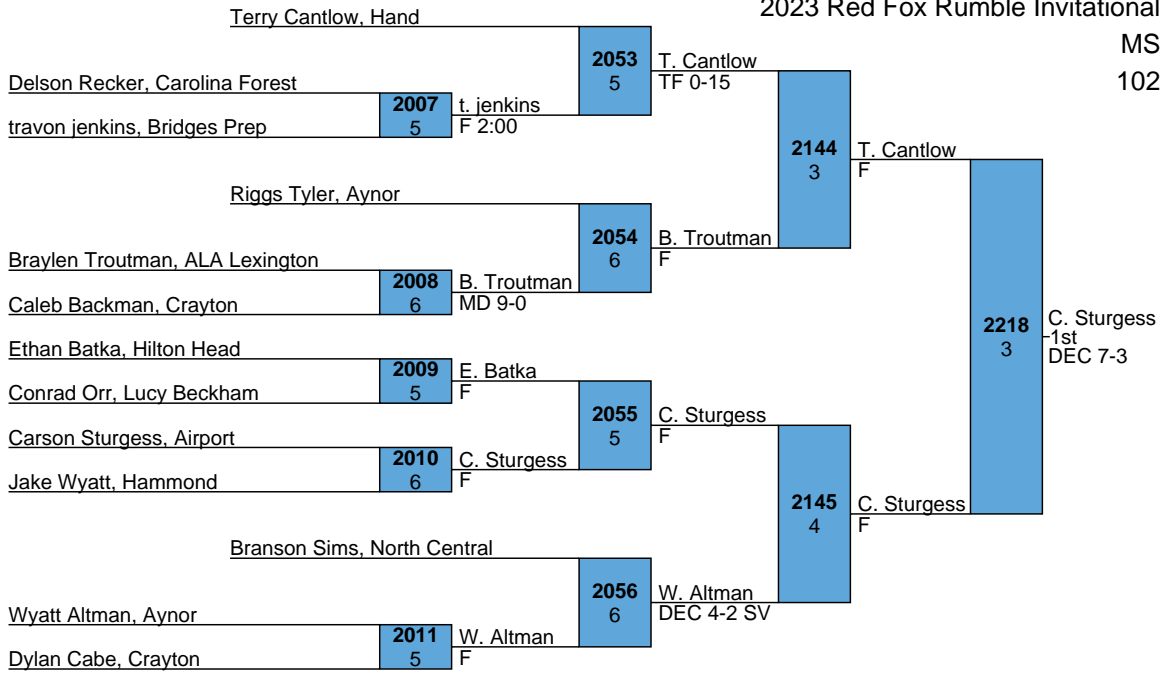 2023 Red Fox Rumble Invitational
MS
102
Terry Cantlow, Hand
2053
5
T. Cantlow
TF 0-15
Delson Recker, Carolina Forest
2007
5
t. jenkins
F 2:00
travon jenkins, Bridges Prep
2144
3
T. Cantlow
F
Riggs Tyler, Aynor
2054
6
B. Troutman
F
Braylen Troutman, ALA Lexington
2008
6
B. Troutman
MD 9-0
Caleb Backman, Crayton
2218
3
C. Sturgess
1st
DEC 7-3
Ethan Batka, Hilton Head
2009
5
E. Batka
F
Conrad Orr, Lucy Beckham
2055
5
C. Sturgess
F
Carson Sturgess, Airport
2010
6
C. Sturgess
F
Jake Wyatt, Hammond
2145
4
C. Sturgess
F
Branson Sims, North Central
2056
6
W. Altman
DEC 4-2 SV
Wyatt Altman, Aynor
2011
5
W. Altman
F
Dylan Cabe, Crayton